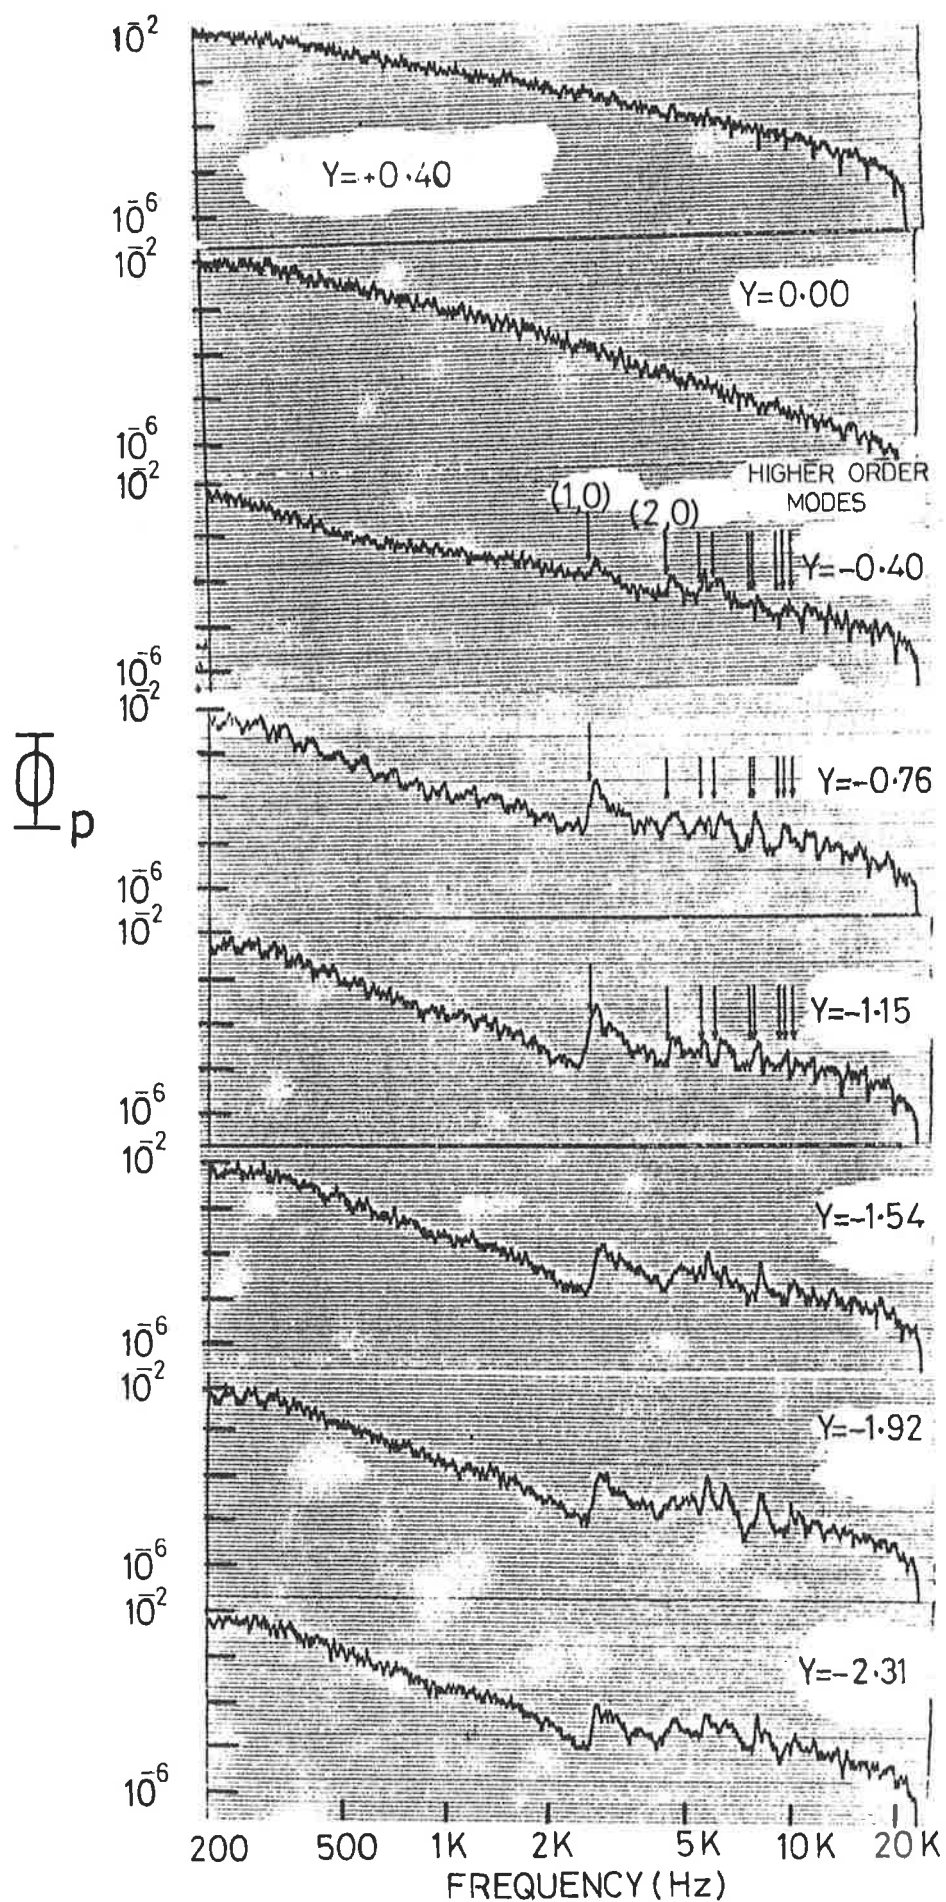 10⁻²
Y=+0·40
10⁻⁶
10⁻²
Y=0·00
10⁻⁶
10⁻²
HIGHER ORDER
MODES
(1,0)
(2,0)
Y=-0·40
10⁻⁶
10⁻²
Y=-0·76
Φp
10⁻⁶
10⁻²
Y=-1·15
10⁻⁶
10⁻²
Y=-1·54
10⁻⁶
10⁻²
Y=-1·92
10⁻⁶
10⁻²
Y=-2·31
10⁻⁶
200 500 1K 2K 5K 10K 20K
FREQUENCY (Hz)